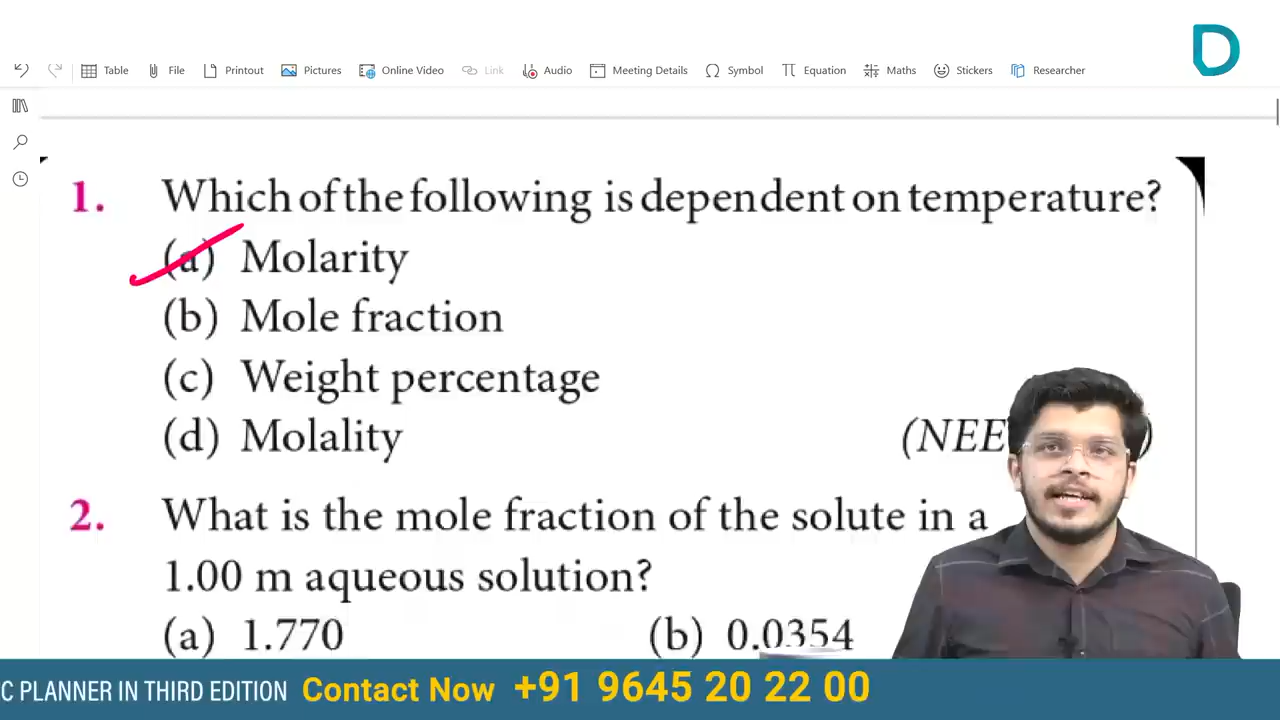 D
Table File Printout Pictures Online Video Link Audio Meeting Details Symbol Equation Maths Stickers Researcher
1. Which of the following is dependent on temperature?
(a) Molarity
(b) Mole fraction
(c) Weight percentage
(d) Molality (NEE )
2. What is the mole fraction of the solute in a
1.00 m aqueous solution?
(a) 1.770 (b) 0.0354
C PLANNER IN THIRD EDITION Contact Now +91 9645 20 22 00